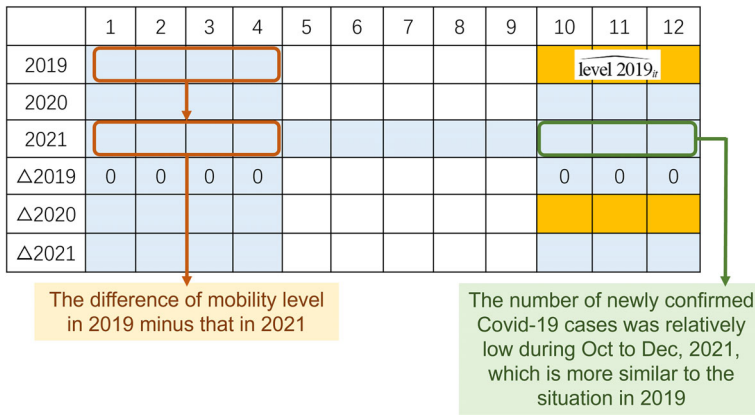 1 2 3 4 5 6 7 8 9 10 11 12
2019 level 2019it
2020
2021
△2019 0 0 0 0 0 0 0
△2020
△2021
The difference of mobility level
in 2019 minus that in 2021
The number of newly confirmed
Covid-19 cases was relatively
low during Oct to Dec, 2021,
which is more similar to the
situation in 2019